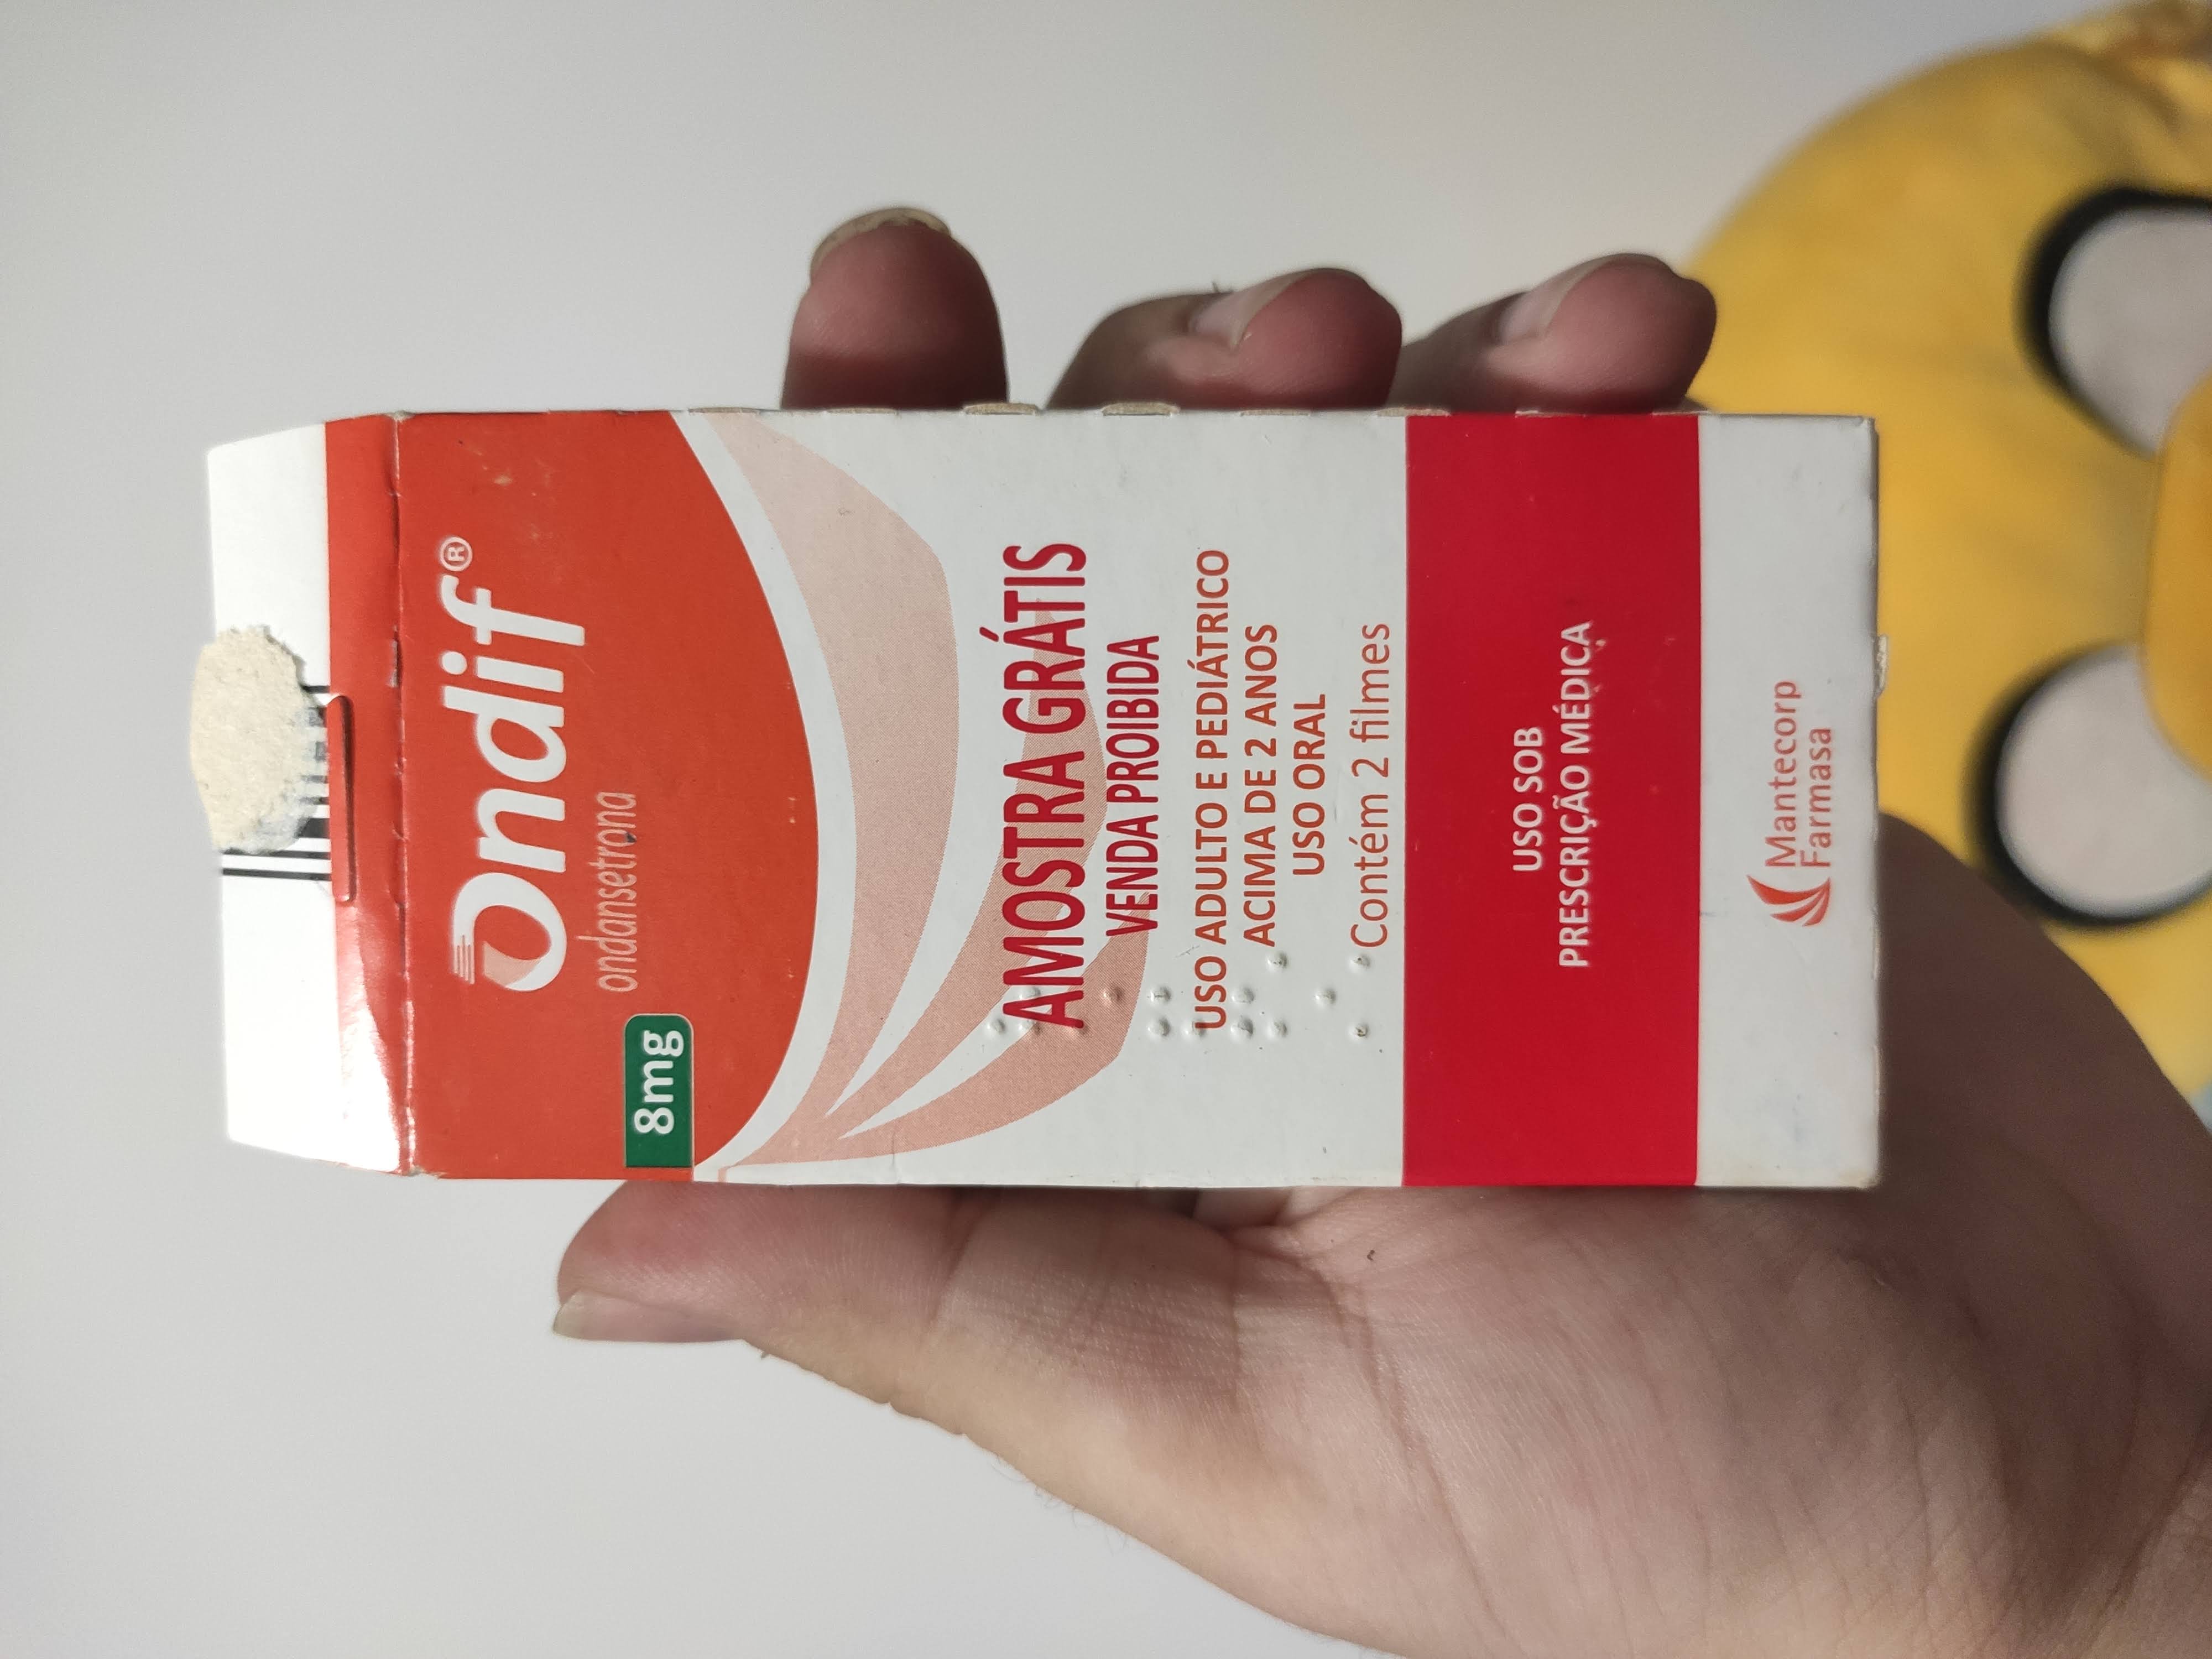 Ondif®
ondansetrona
8mg
AMOSTRA GRÁTIS
VENDA PROIBIDA
USO ADULTO E PEDIÁTRICO
ACIMA DE 2 ANOS
USO ORAL
Contém 2 filmes
USO SOB
PRESCRIÇÃO MÉDICA
Mantecorp
Farmasa